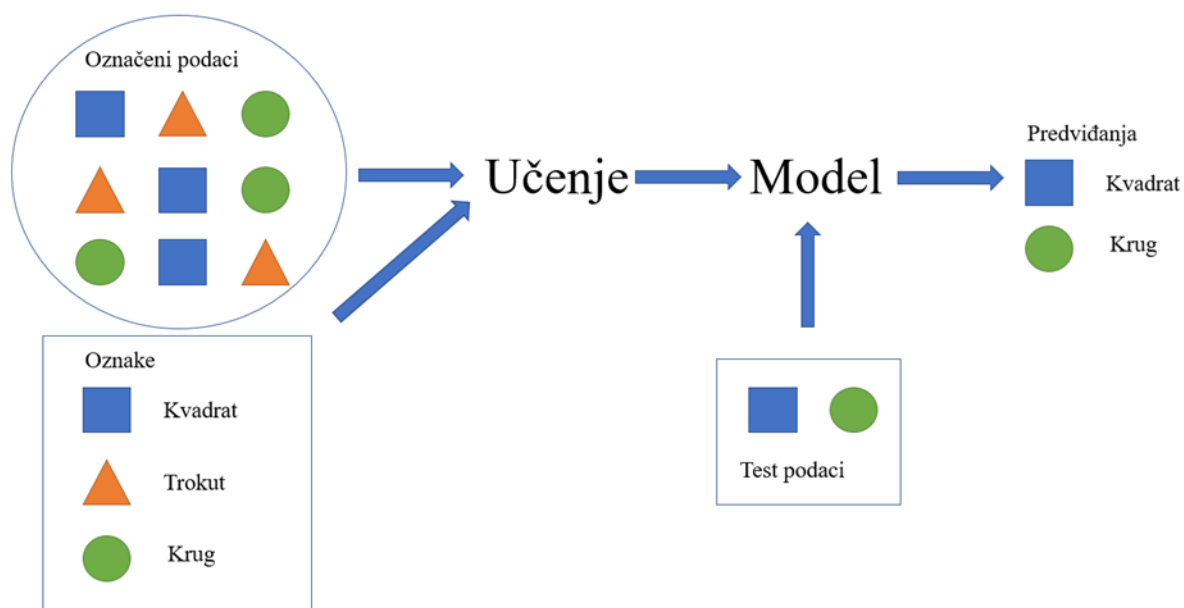 Označeni podaci
Učenje
Model
Predviđanja
Kvadrat
Krug
Oznake
Kvadrat
Trokut
Krug
Test podaci